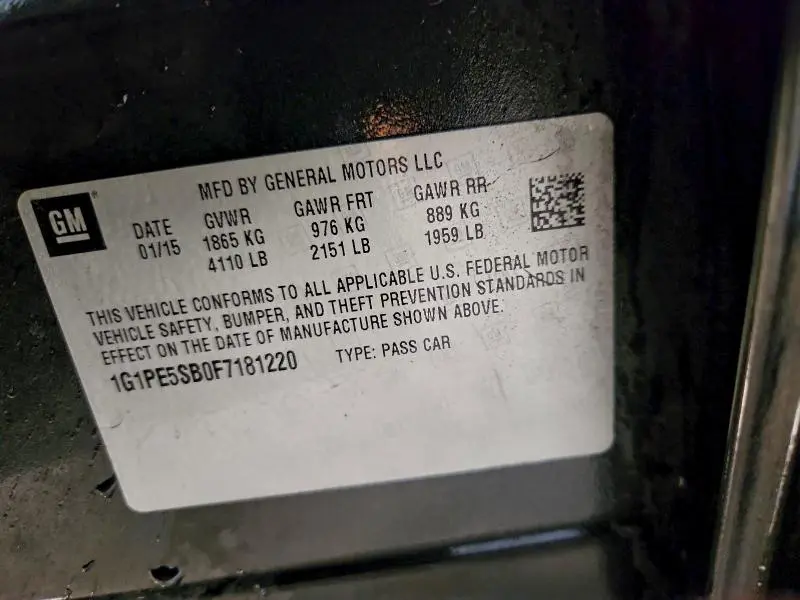 MFD BY GENERAL MOTORS LLC
GM
DATE GVWR GAWR FRT GAWR RR
01/15 1865 KG 976 KG 889 KG
4110 LB 2151 LB 1959 LB
THIS VEHICLE CONFORMS TO ALL APPLICABLE U.S. FEDERAL MOTOR
VEHICLE SAFETY, BUMPER, AND THEFT PREVENTION STANDARDS IN
EFFECT ON THE DATE OF MANUFACTURE SHOWN ABOVE.
1G1PE5SB0F7181220 TYPE: PASS CAR